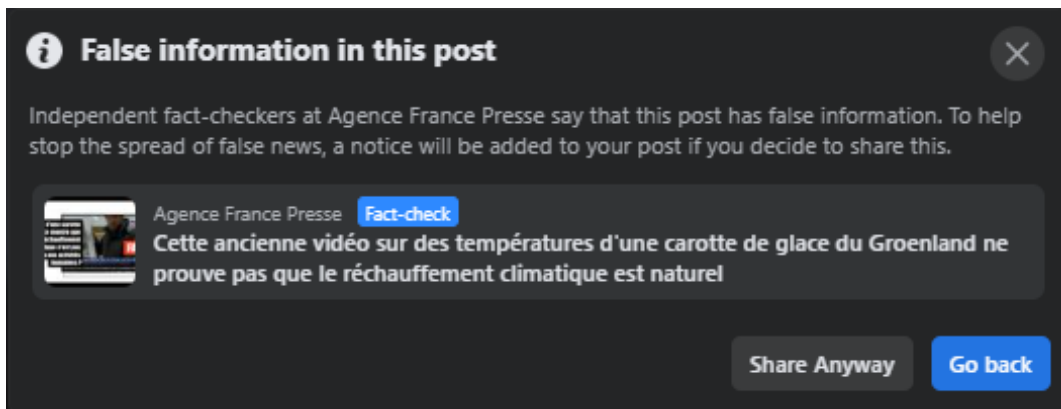 False information in this post
Independent fact-checkers at Agence France Presse say that this post has false information. To help
stop the spread of false news, a notice will be added to your post if you decide to share this.
Agence France Presse Fact-check
Cette ancienne vidéo sur des températures d'une carotte de glace du Groenland ne
prouve pas que le réchauffement climatique est naturel
Share Anyway Go back